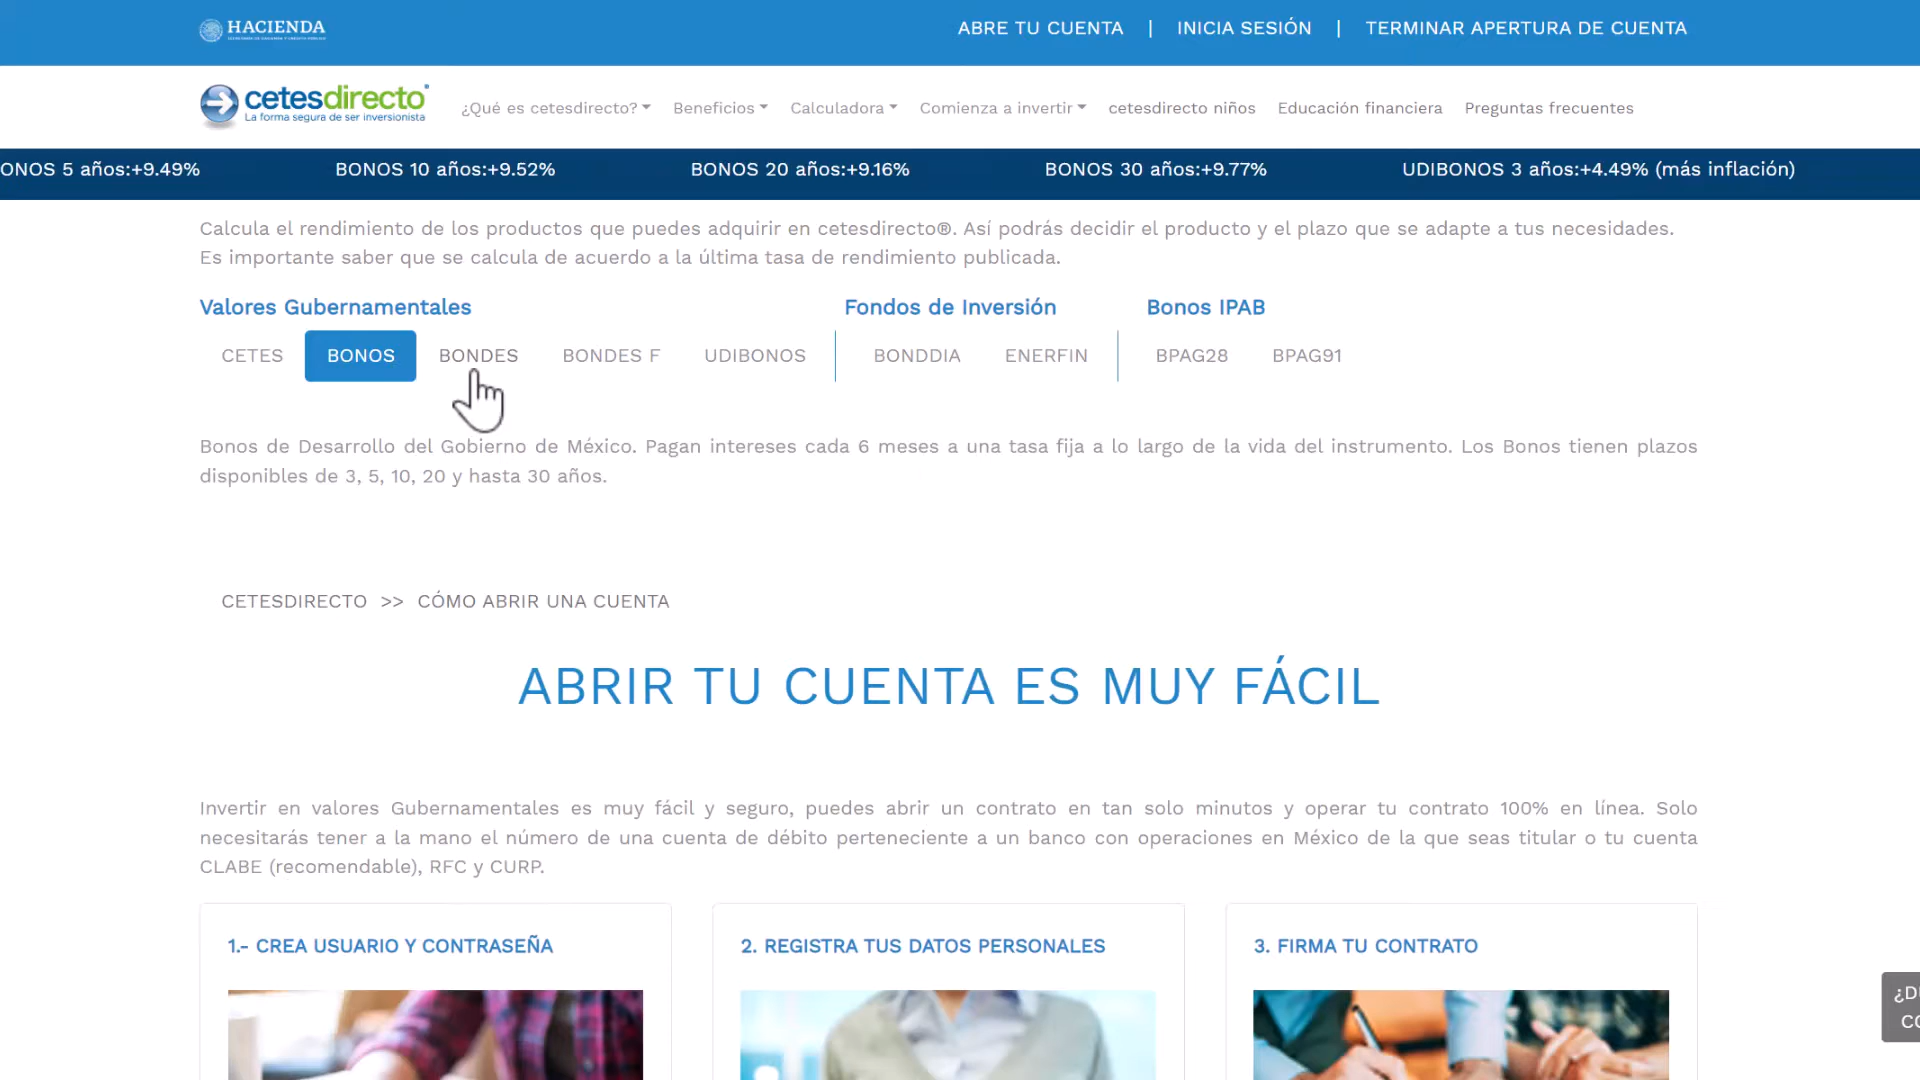 HACIENDA
ABRE TU CUENTA | INICIA SESIÓN | TERMINAR APERTURA DE CUENTA
cetesdirecto
La forma segura de ser inversionista
¿Qué es cetesdirecto? Beneficios Calculadora Comienza a invertir cetesdirecto niños Educación financiera Preguntas frecuentes
ONOS 5 años:+9.49% BONOS 10 años:+9.52% BONOS 20 años:+9.16% BONOS 30 años:+9.77% UDIBONOS 3 años:+4.49% (más inflación)
Calcula el rendimiento de los productos que puedes adquirir en cetesdirecto®. Así podrás decidir el producto y el plazo que se adapte a tus necesidades.
Es importante saber que se calcula de acuerdo a la última tasa de rendimiento publicada.
Valores Gubernamentales Fondos de Inversión Bonos IPAB
CETES BONOS BONDES BONDES F UDIBONOS BONDDIA ENERFIN BPAG28 BPAG91
Bonos de Desarrollo del Gobierno de México. Pagan intereses cada 6 meses a una tasa fija a lo largo de la vida del instrumento. Los Bonos tienen plazos
disponibles de 3, 5, 10, 20 y hasta 30 años.
CETESDIRECTO >> CÓMO ABRIR UNA CUENTA
ABRIR TU CUENTA ES MUY FÁCIL
Invertir en valores Gubernamentales es muy fácil y seguro, puedes abrir un contrato en tan solo minutos y operar tu contrato 100% en línea. Solo
necesitarás tener a la mano el número de una cuenta de débito perteneciente a un banco con operaciones en México de la que seas titular o tu cuenta
CLABE (recomendable), RFC y CURP.
1.- CREA USUARIO Y CONTRASEÑA
2. REGISTRA TUS DATOS PERSONALES
3. FIRMA TU CONTRATO